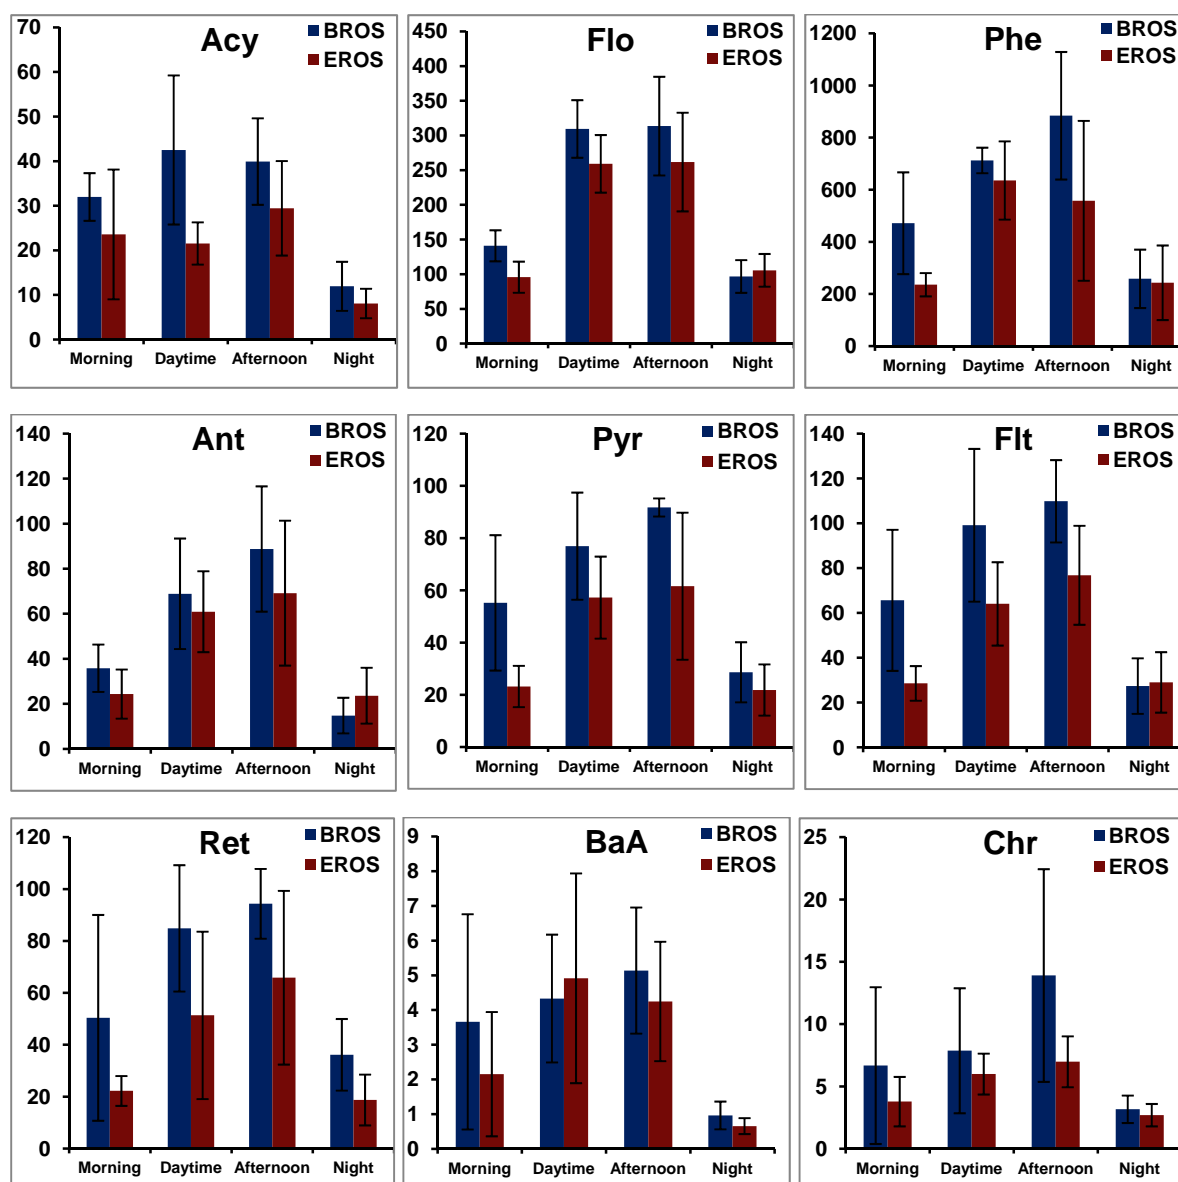 Acy
BROS
EROS
70
60
50
40
30
20
10
0
Morning Daytime Afternoon Night
Flo
BROS
EROS
450
400
350
300
250
200
150
100
50
0
Morning Daytime Afternoon Night
Phe
BROS
EROS
1200
1000
800
600
400
200
0
Morning Daytime Afternoon Night
Ant
BROS
EROS
140
120
100
80
60
40
20
0
Morning Daytime Afternoon Night
Pyr
BROS
EROS
120
100
80
60
40
20
0
Morning Daytime Afternoon Night
Flt
BROS
EROS
140
120
100
80
60
40
20
0
Morning Daytime Afternoon Night
Ret
BROS
EROS
120
100
80
60
40
20
0
Morning Daytime Afternoon Night
BaA
BROS
EROS
9
8
7
6
5
4
3
2
1
0
Morning Daytime Afternoon Night
Chr
BROS
EROS
25
20
15
10
5
0
Morning Daytime Afternoon Night